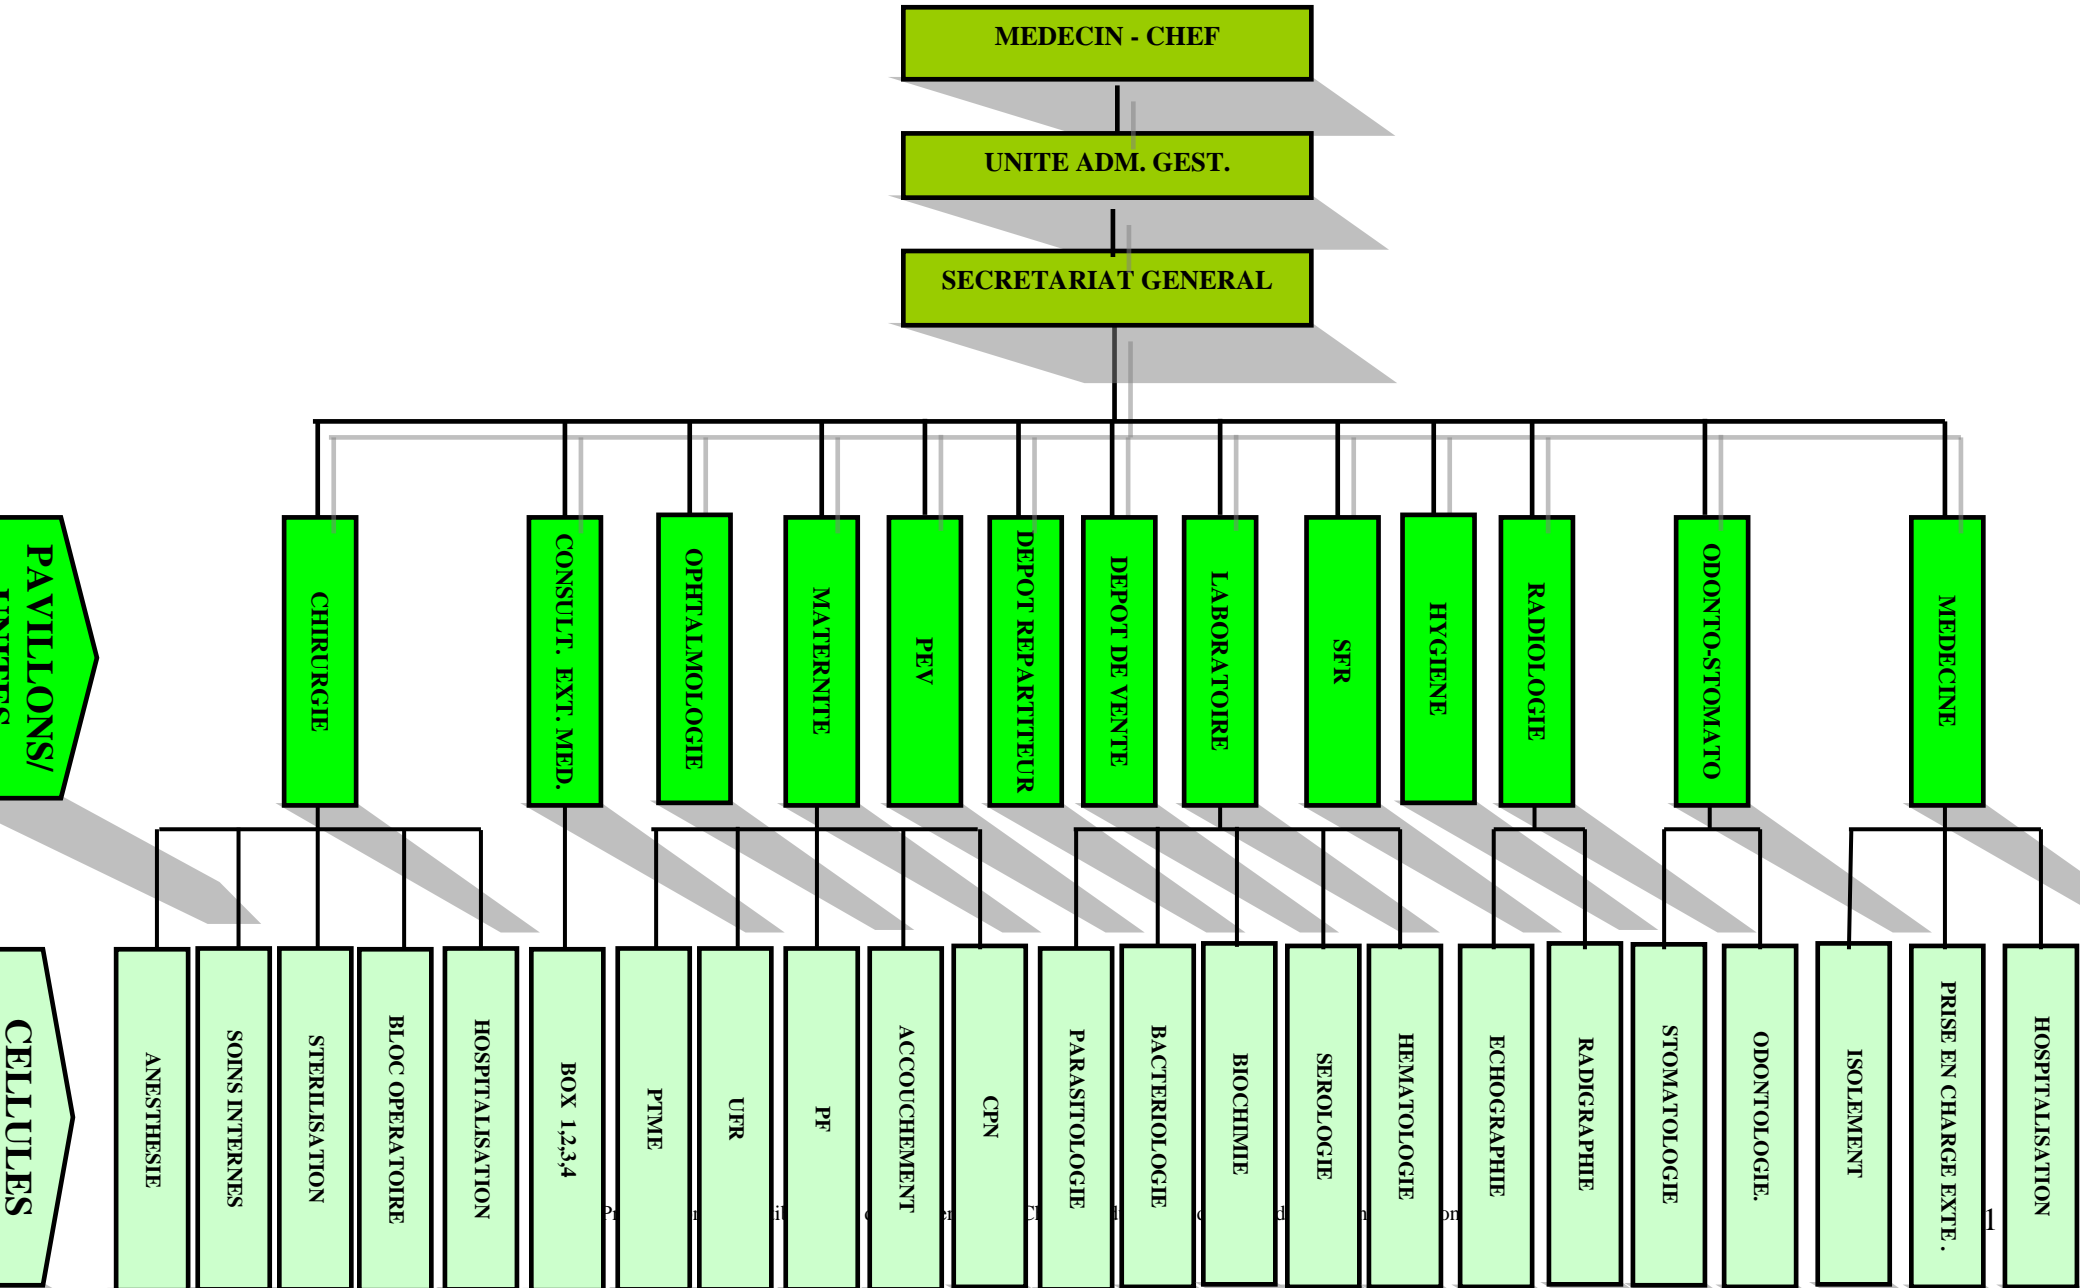 MEDECIN - CHEF
UNITE ADM. GEST.
SECRETARIAT GENERAL
PAVILLONS/
UNITES
CHIRURGIE
CONSULT. EXT. MED.
OPHTALMOLOGIE
MATERNITE
PEV
DEPOT REPARTITEUR
DEPOT DE VENTE
LABORATOIRE
SFR
HYGIENE
RADIOLOGIE
ODONTO-STOMATO
MEDECINE
CELLULES
ANESTHESIE
SOINS INTERNES
STERILISATION
BLOC OPERATOIRE
HOSPITALISATION
BOX 1,2,3,4
PTME
UFR
PF
ACCOUCHEMENT
CPN
PARASITOLOGIE
BACTERIOLOGIE
BIOCHIMIE
SEROLOGIE
HEMATOLOGIE
ECHOGRAPHIE
RADIGRAPHIE
STOMATOLOGIE
ODONTOLOGIE.
ISOLEMENT
PRISE EN CHARGE EXTE .
HOSPITALISATION
1